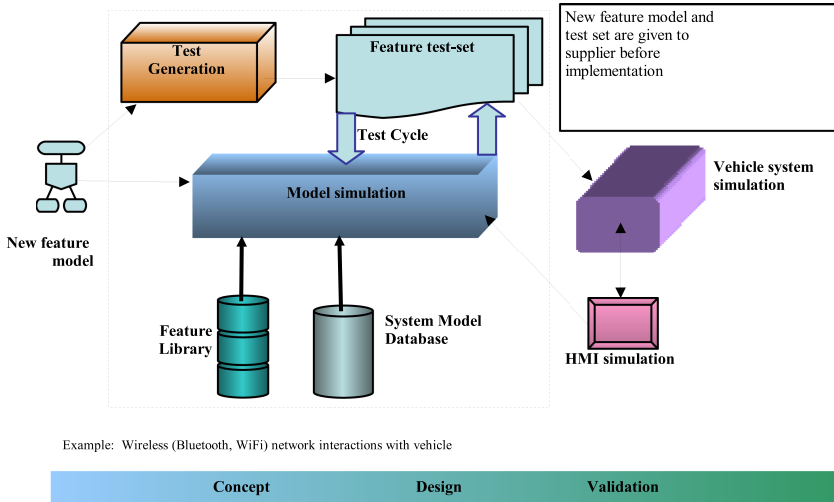 Test
Generation
Feature test-set
New feature model and
test set are given to
supplier before
implementation
Test Cycle
Model simulation
Vehicle system
simulation
New feature
model
Feature
Library
System Model
Database
HMI simulation
Example:  Wireless (Bluetooth, WiFi) network interactions with vehicle
Concept
Design
Validation